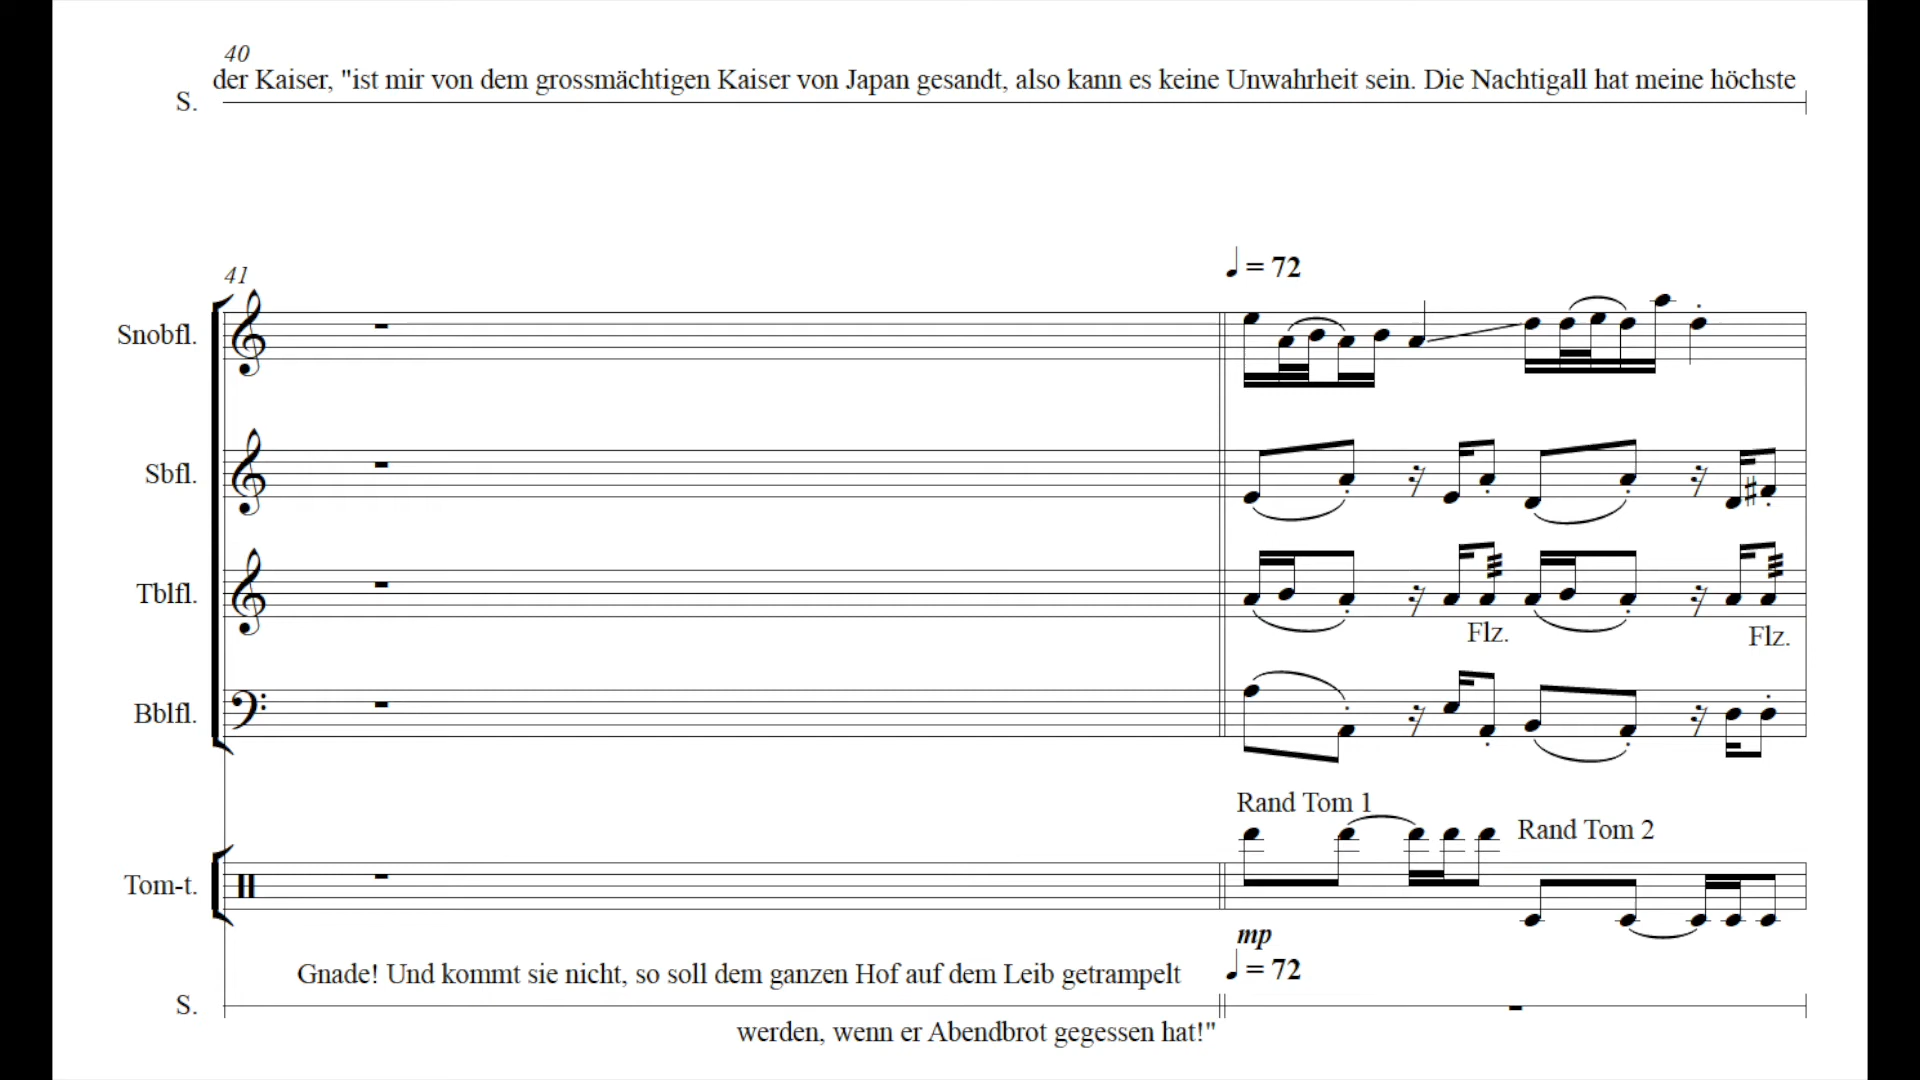 40
der Kaiser, "ist mir von dem grossmächtigen Kaiser von Japan gesandt, also kann es keine Unwahrheit sein. Die Nachtigall hat meine höchste
S.
41
♩ = 72
Snobfl.
Sbfl.
Tblfl.
Flz.
Flz.
Bblfl.
Rand Tom 1
Rand Tom 2
Tom-t.
mp
Gnade! Und kommt sie nicht, so soll dem ganzen Hof auf dem Leib getrampelt
♩ = 72
S.
werden, wenn er Abendbrot gegessen hat!"